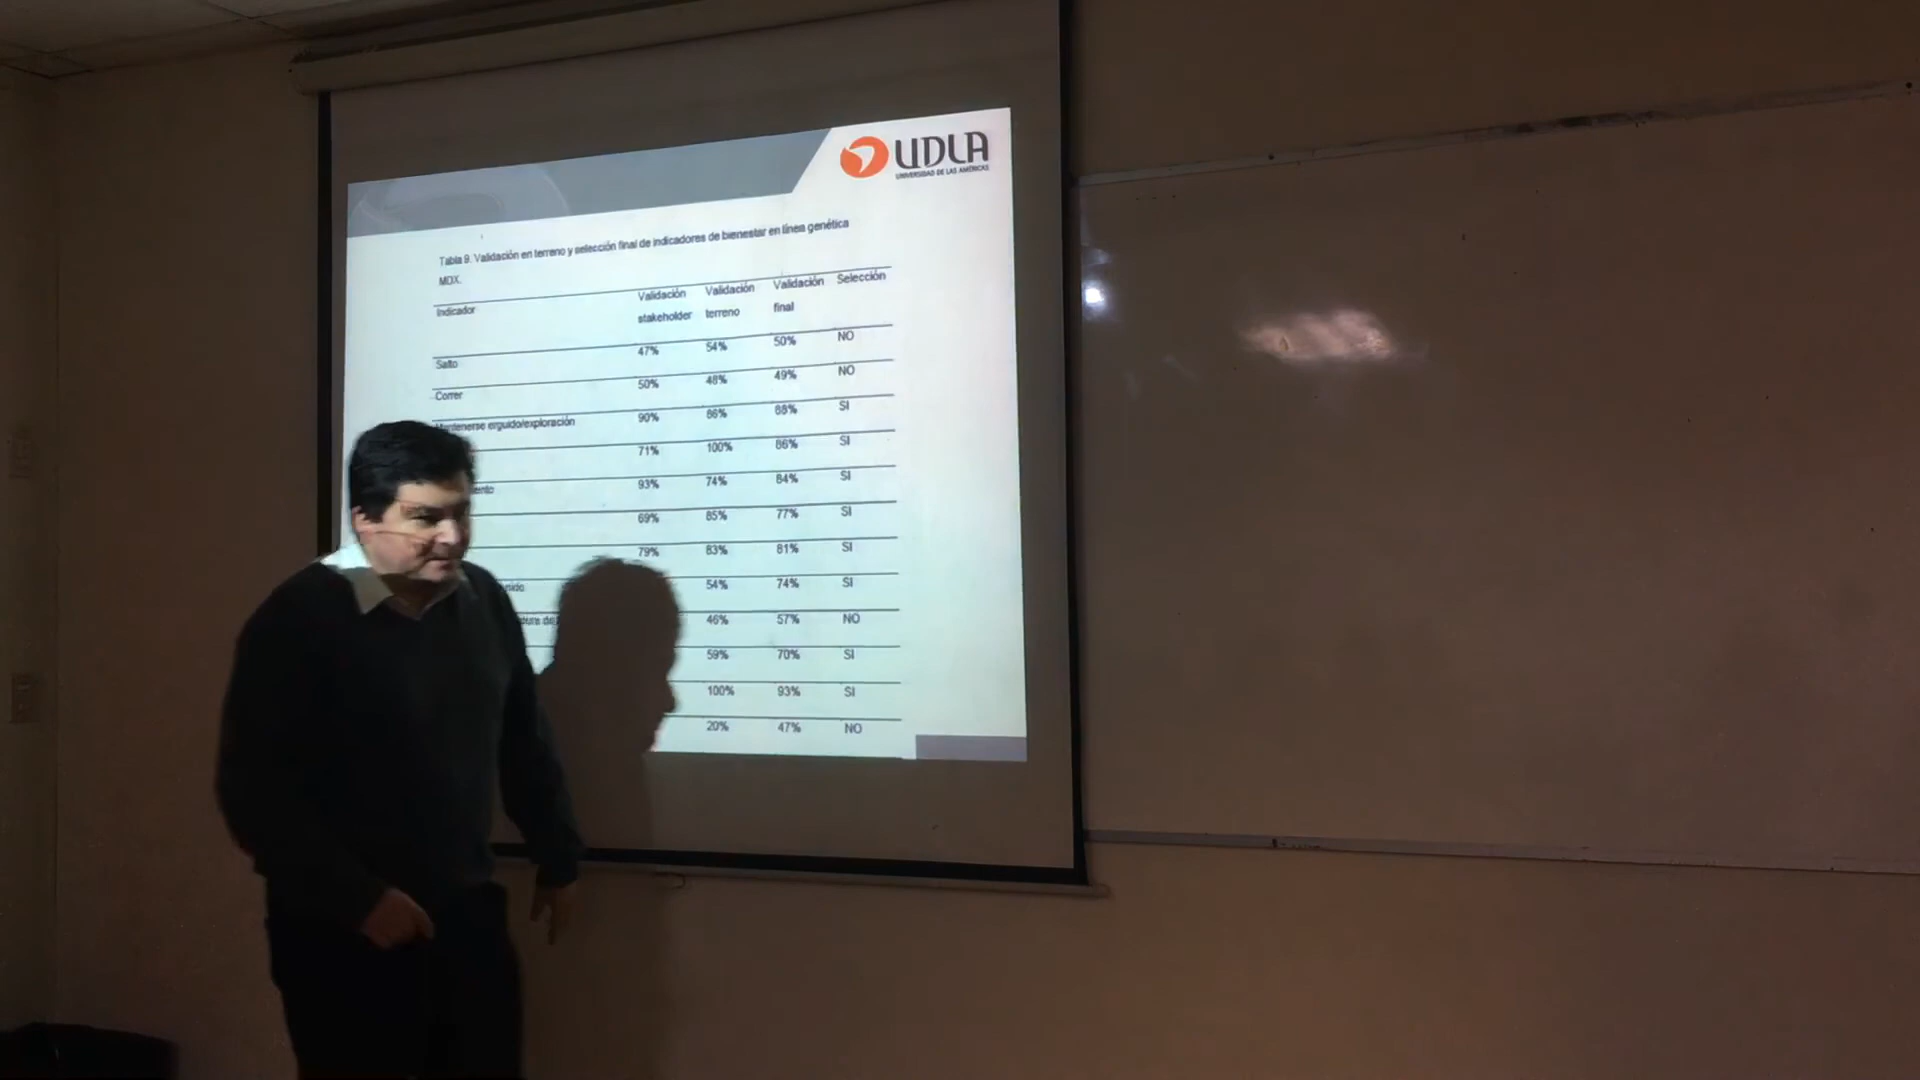 UDLA
UNIVERSIDAD DE LAS AMÉRICAS
Tabla 9. Validación en terreno y selección final de indicadores de bienestar en línea genética
MDX.
Indicador Validación stakeholder Validación terreno Validación final Selección
Salto 47% 54% 50% NO
Correr 50% 48% 49% NO
Mantenerse erguido/exploración 90% 86% 88% SI
71% 100% 86% SI
93% 74% 84% SI
69% 85% 77% SI
79% 83% 81% SI
54% 74% SI
46% 57% NO
59% 70% SI
100% 93% SI
20% 47% NO